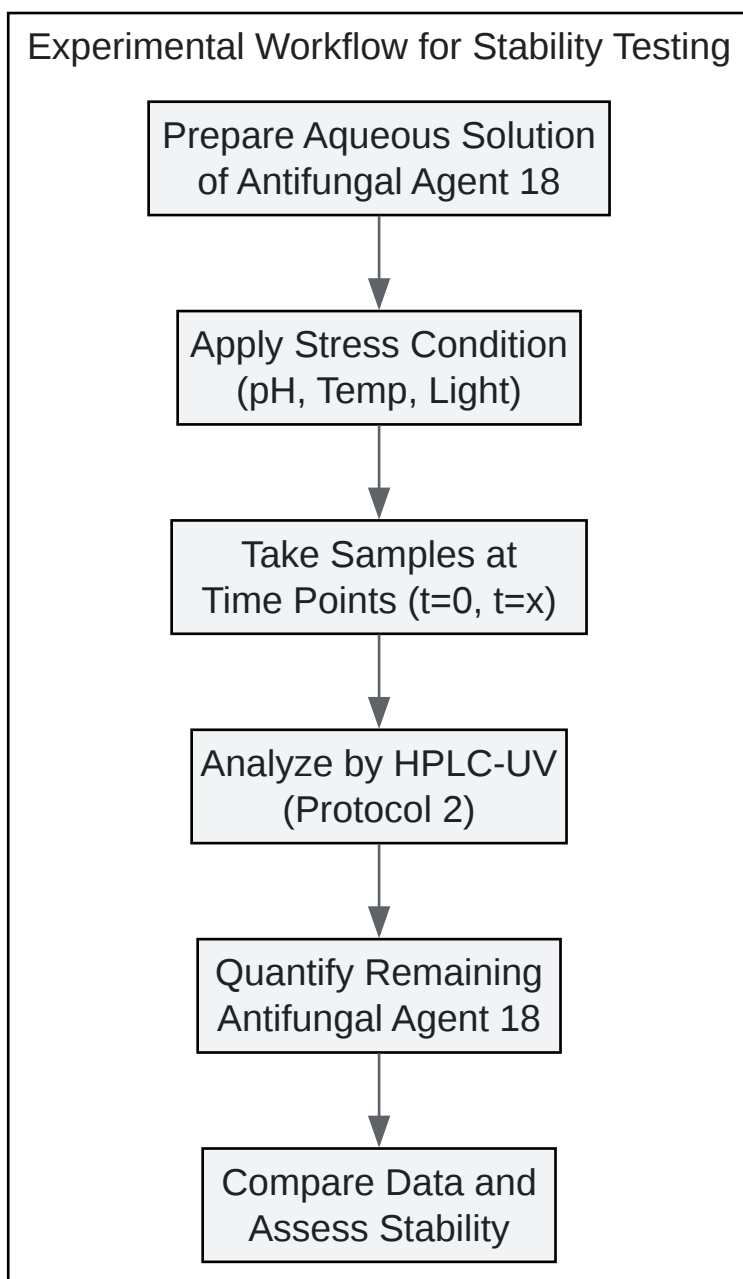 Experimental Workflow for Stability Testing
Prepare Aqueous Solution
of Antifungal Agent 18
Apply Stress Condition
(pH, Temp, Light)
Take Samples at
Time Points (t=0, t=x)
Analyze by HPLC-UV
(Protocol 2)
Quantify Remaining
Antifungal Agent 18
Compare Data and
Assess Stability